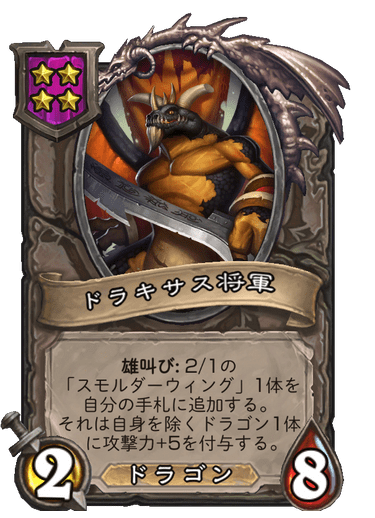 ドラキサス将軍
雄叫び: 2/1の
「スモルダーウィング」1体を
自分の手札に追加する。
それは自身を除くドラゴン1体
に攻撃力+5を付与する。
2
ドラゴン
8